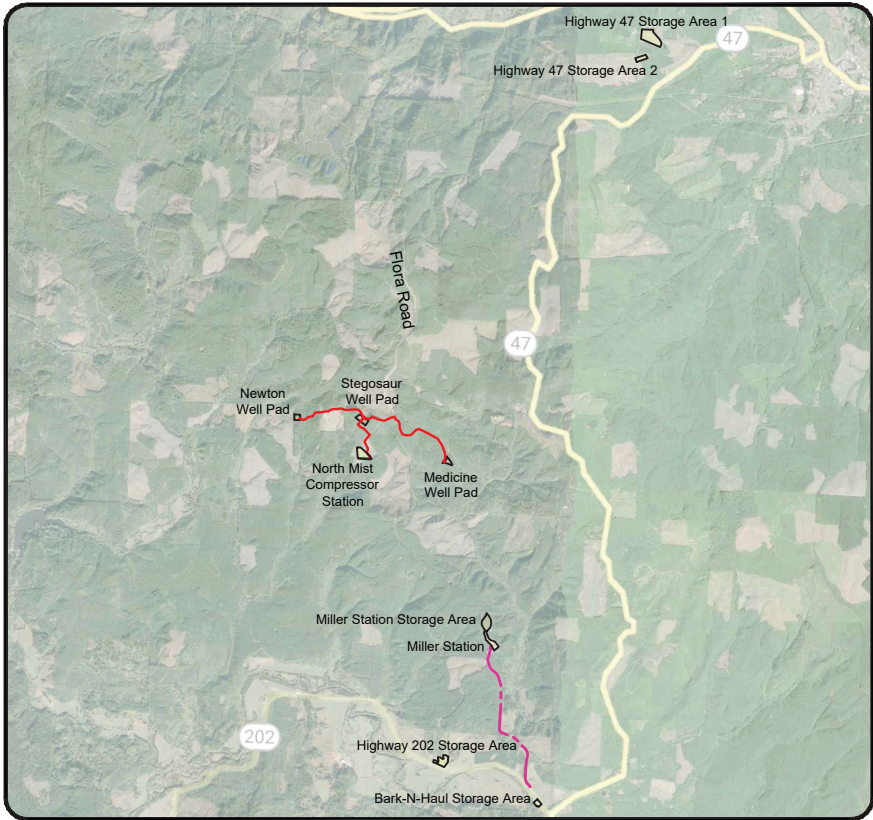 Highway 47 Storage Area 1
47
Highway 47 Storage Area 2
Flora Road
47
Stegosaur
Well Pad
Newton
Well Pad
North Mist
Compressor
Station
Medicine
Well Pad
Miller Station Storage Area
Miller Station
202
Highway 202 Storage Area
Bark-N-Haul Storage Area